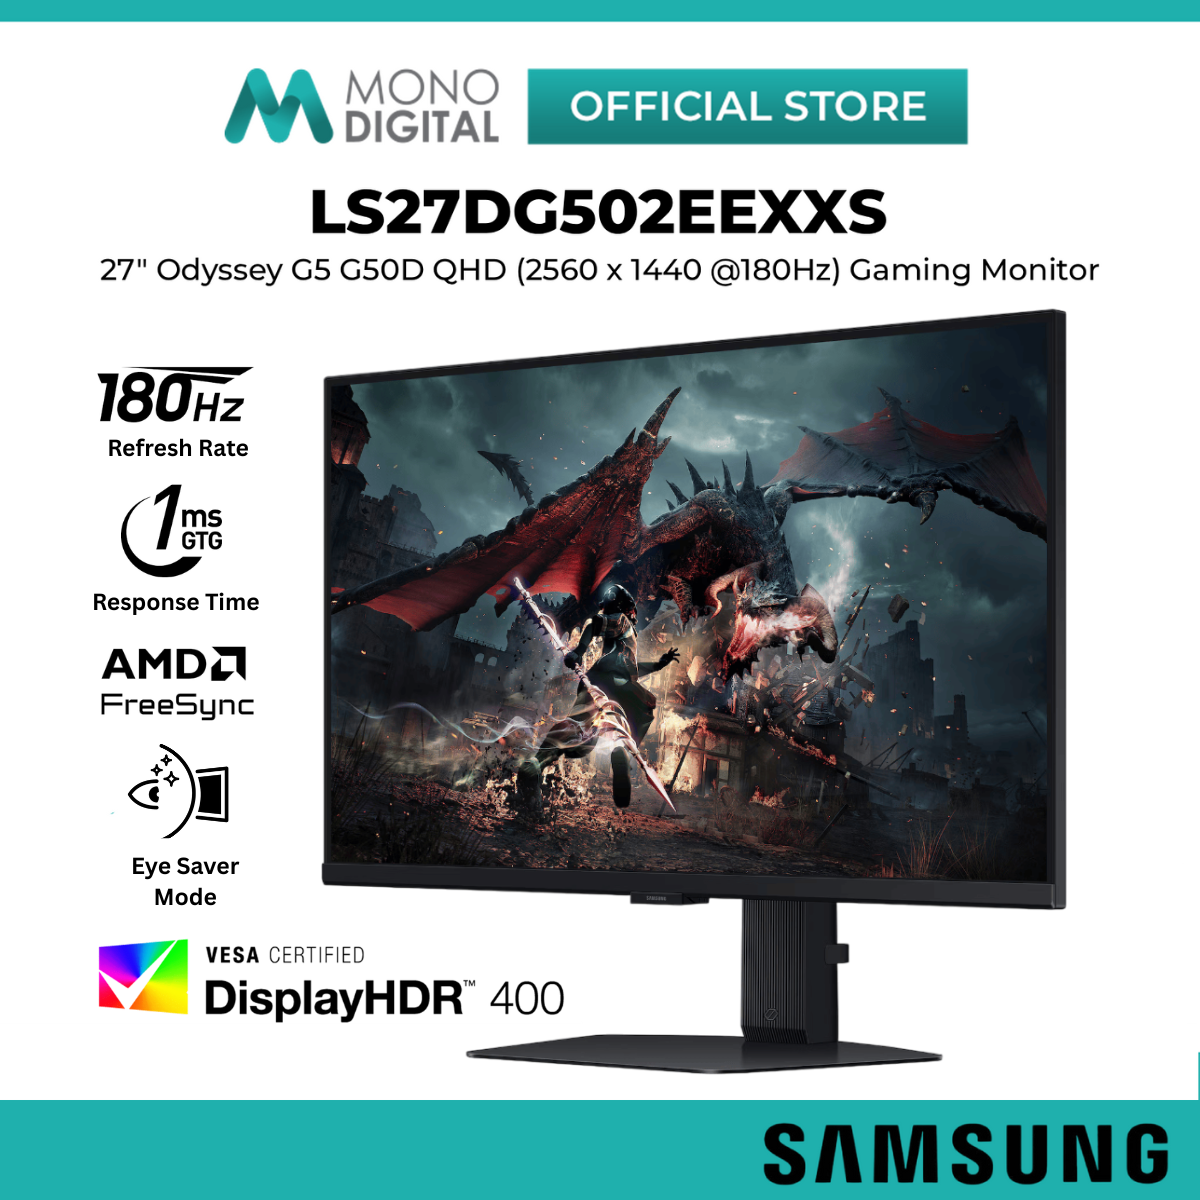 MONO
DIGITAL
OFFICIAL STORE
LS27DG502EEXXS
27" Odyssey G5 G50D QHD (2560 x 1440 @180Hz) Gaming Monitor
180HZ
Refresh Rate
1ms
GTG
Response Time
AMD
FreeSync
Eye Saver
Mode
VESA CERTIFIED
DisplayHDR™ 400
SAMSUNG
SAMSUNG